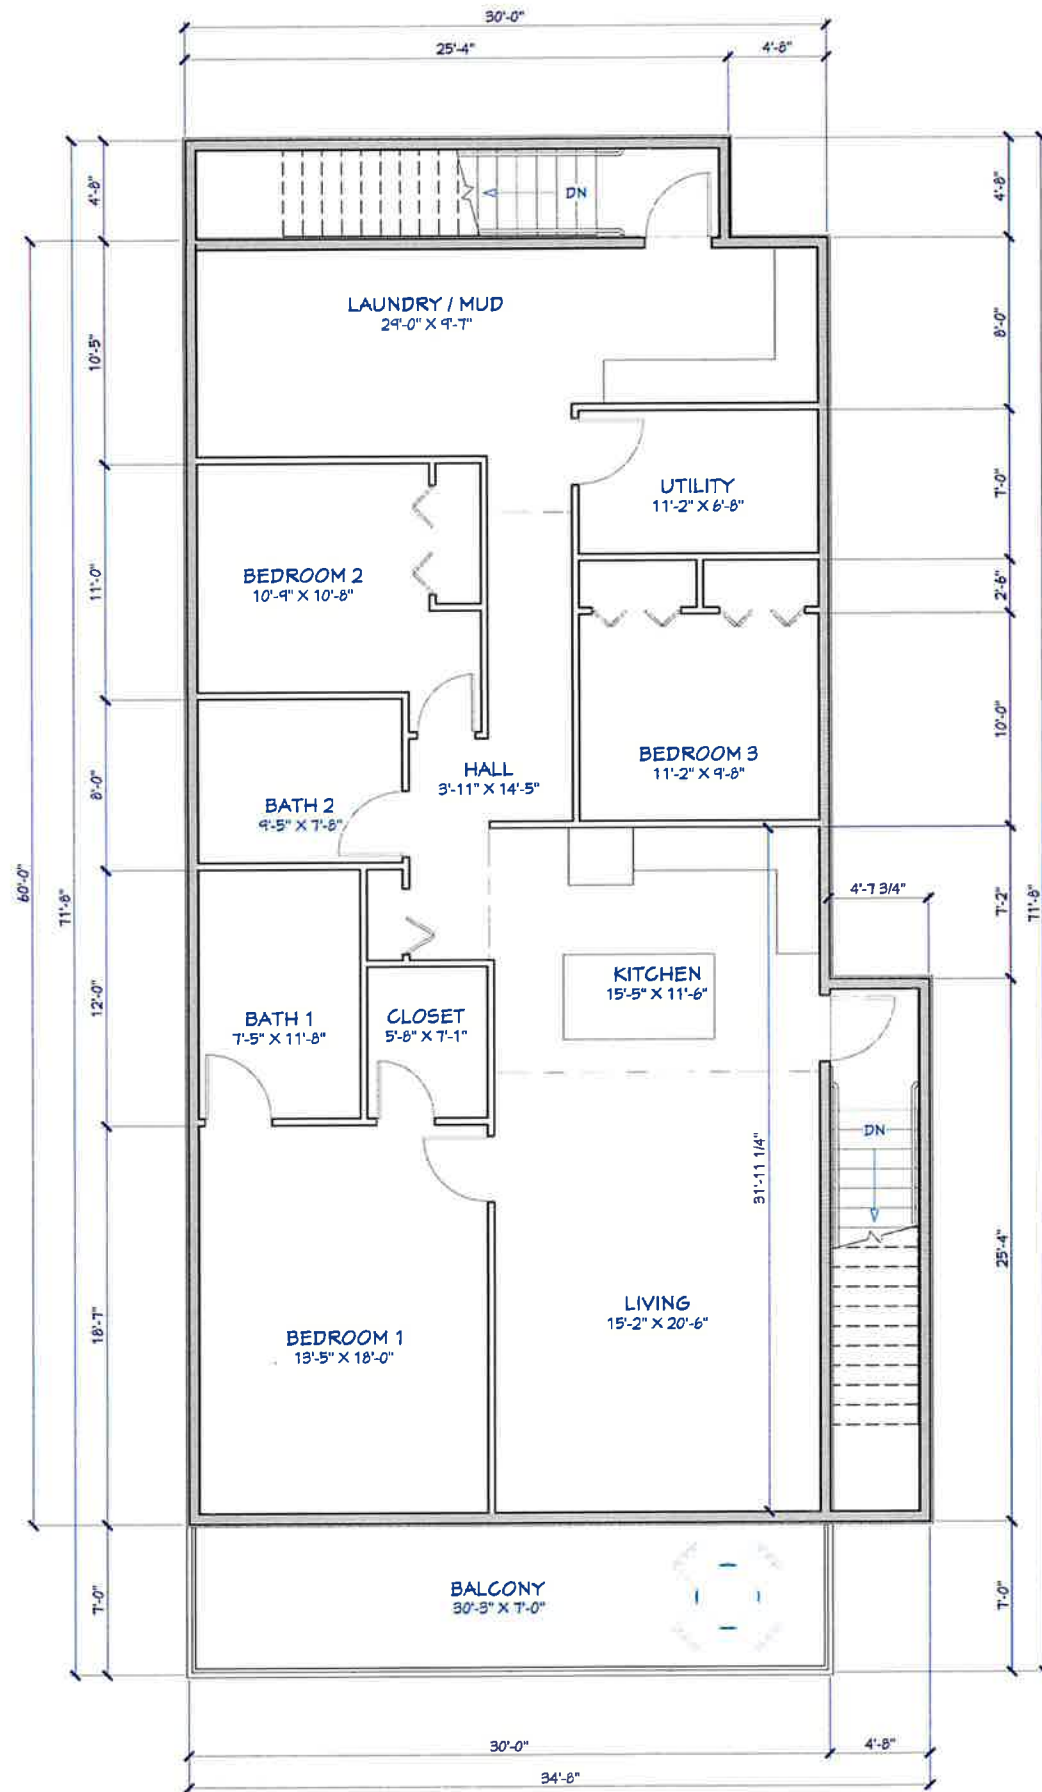 30'-0"
25'-4"
4'-8"
4'-8"
4'-8"
DN
LAUNDRY / MUD
29'-0" X 9'-7"
10'-5"
8'-0"
UTILITY
11'-2" X 6'-8"
7'-0"
BEDROOM 2
10'-9" X 10'-8"
11'-0"
2'-6"
BEDROOM 3
11'-2" X 9'-8"
10'-0"
HALL
3'-11" X 14'-5"
BATH 2
9'-5" X 7'-8"
8'-0"
60'-0"
71'-8"
4'-7 3/4"
7'-2"
71'-8"
KITCHEN
15'-5" X 11'-6"
12'-0"
BATH 1
7'-5" X 11'-8"
CLOSET
5'-8" X 7'-1"
DN
31'-11 1/4"
25'-4"
LIVING
15'-2" X 20'-6"
18'-7"
BEDROOM 1
13'-5" X 18'-0"
BALCONY
30'-3" X 7'-0"
7'-0"
7'-0"
30'-0"
4'-8"
34'-8"